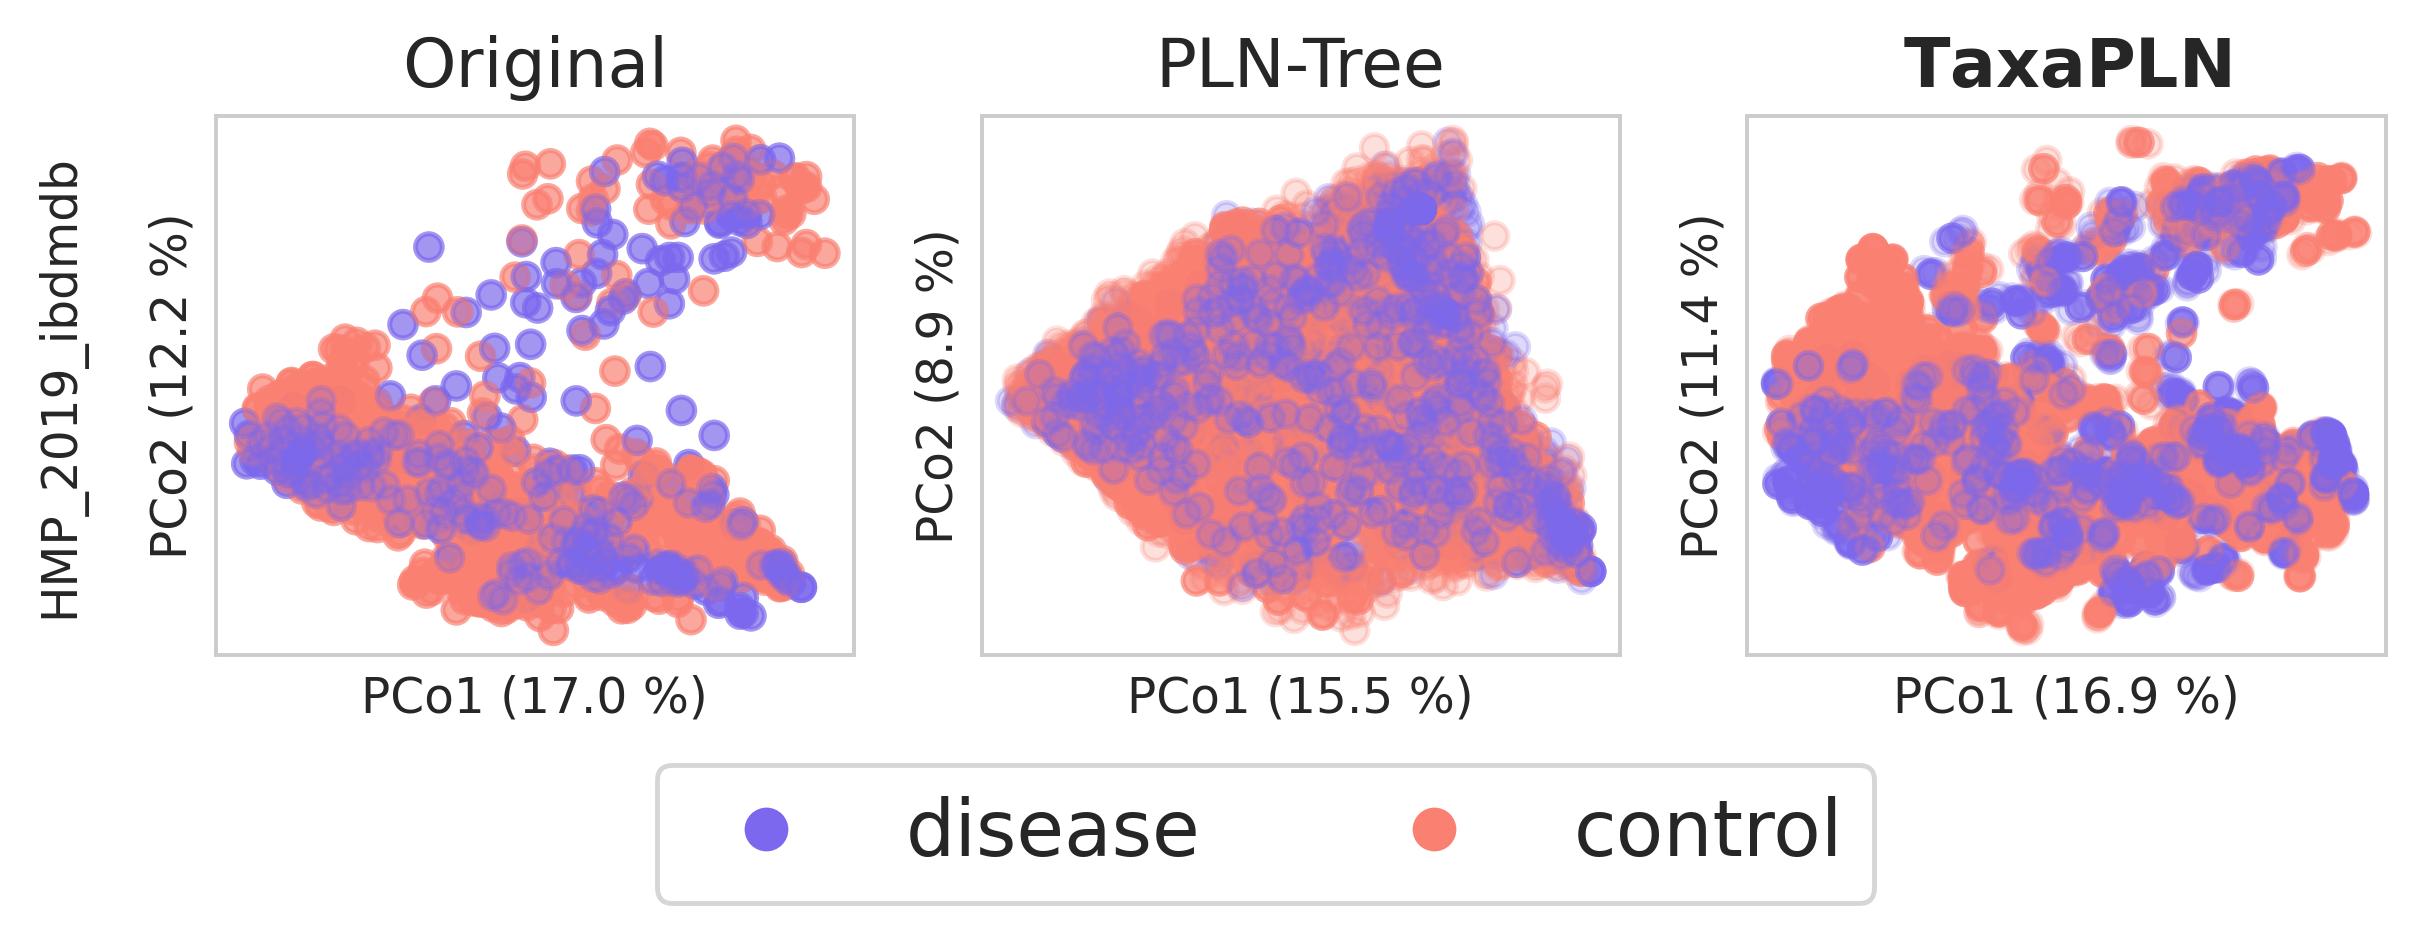 Original
PLN-Tree
TaxaPLN
HMP_2019_ibdmdb
PCo2 (12.2 %)
PCo2 (8.9 %)
PCo2 (11.4 %)
PCo1 (17.0 %)
PCo1 (15.5 %)
PCo1 (16.9 %)
disease
control